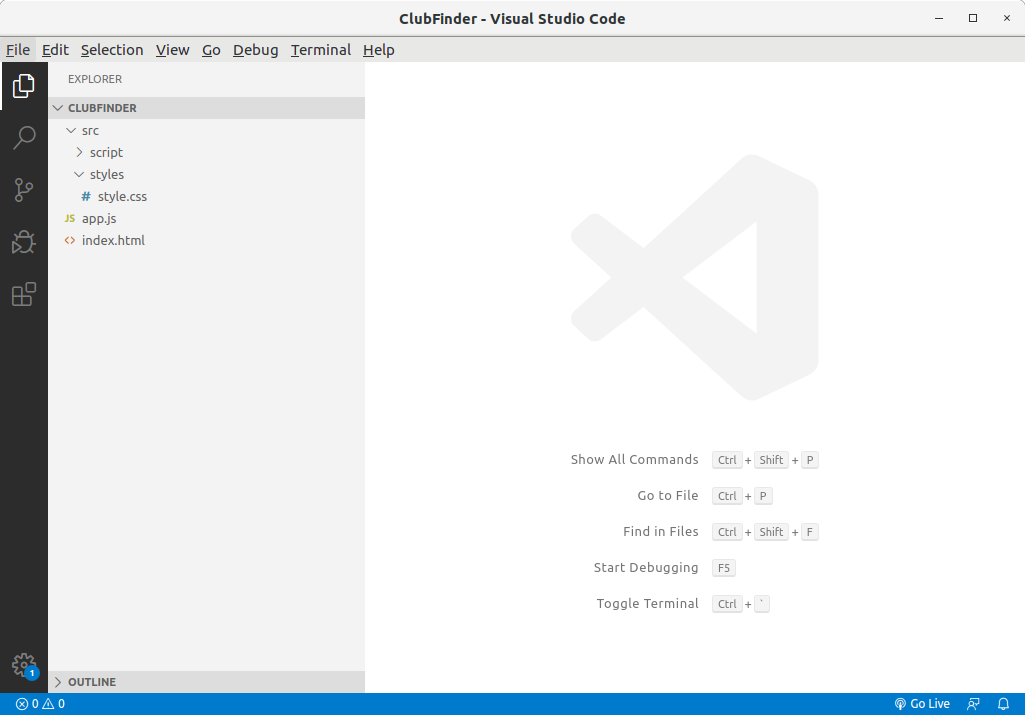 ClubFinder - Visual Studio Code
File Edit Selection View Go Debug Terminal Help
EXPLORER
CLUBFINDER
src
script
styles
# style.css
JS app.js
<> index.html
Show All Commands Ctrl + Shift + P
Go to File Ctrl + P
Find in Files Ctrl + Shift + F
Start Debugging F5
Toggle Terminal Ctrl + `
1
OUTLINE
0 0 Go Live